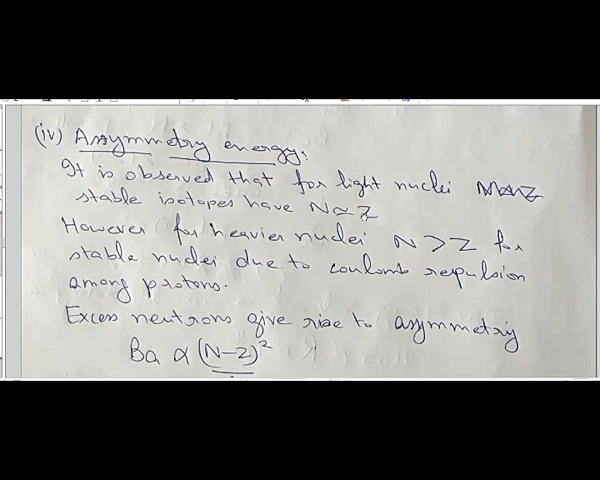 (iv) Assymmetry energy.
It is observed that for light nuclei
stable isotopes have N ≃ Z
However for heavier nuclei N > Z for
stable nuclei due to coulomb repulsion
among protons.
Excess neutrons give rise to asymmetry
Ba ∝ (N-Z)²